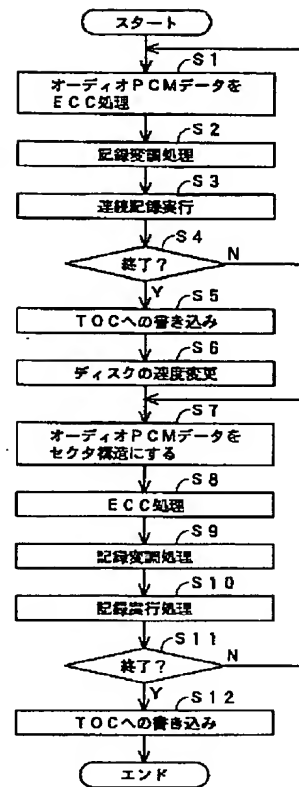 スタート
S1
オーディオPCMデータを
ECC処理
S2
記録変調処理
S3
連続記録実行
S4
終了?
N
Y
S5
TOCへの書き込み
S6
ディスクの速度変更
S7
オーディオPCMデータを
セクタ構造にする
S8
ECC処理
S9
記録変調処理
S10
記録実行処理
S11
終了?
N
Y
S12
TOCへの書き込み
エンド